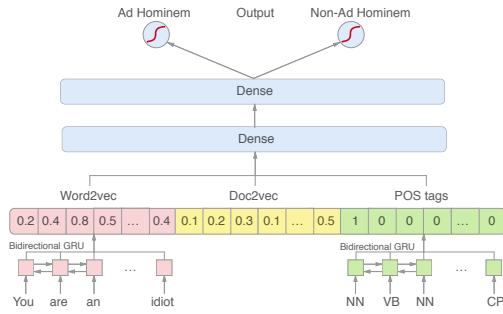 Ad Hominem Output Non-Ad Hominem
Dense
Dense
Word2vec Doc2vec POS tags
0.2 0.4 0.8 0.5 ... 0.4 0.1 0.2 0.3 0.1 ... 0.5 1 0 0 0 ... 0
Bidirectional GRU Bidirectional GRU
... ...
You are an idiot NN VB NN CP